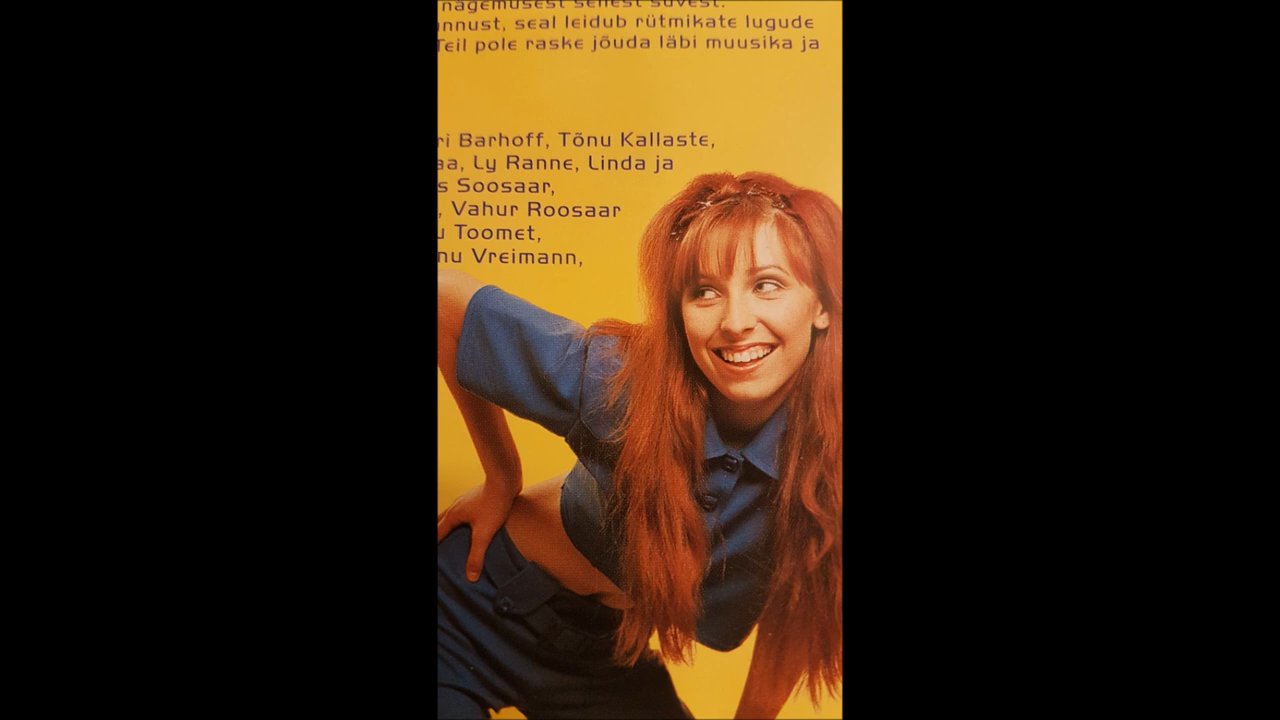 nägemusest sellest suvest.
nnust, seal leidub rütmikate lugude
Teil pole raske jõuda läbi muusika ja
ri Barhoff, Tõnu Kallaste,
aa, Ly Ranne, Linda ja
s Soosaar,
, Vahur Roosaar
u Toomet,
nu Vreimann,